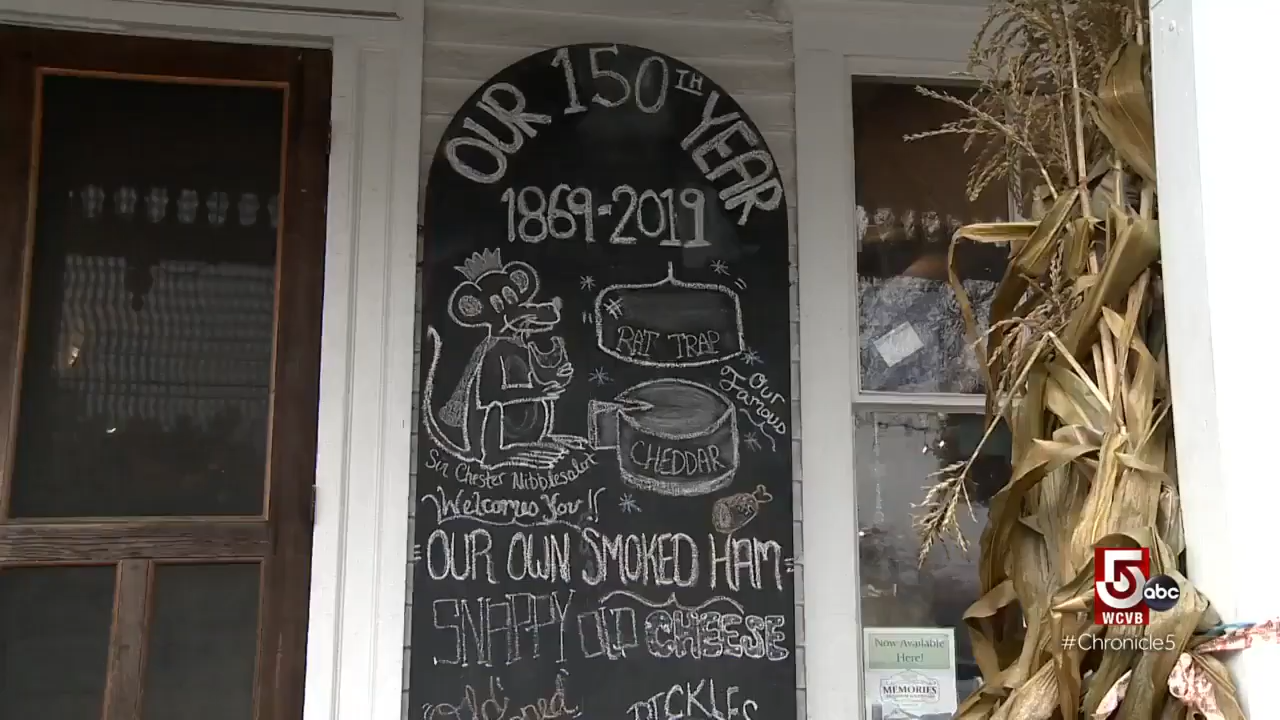 OUR 150TH YEAR
1869-2019
RAT TRAP
Our
Famous
CHEDDAR
Sir Chester Nibblesalot
Welcomes You!!
OUR OWN SMOKED HAM
SNAPPY OLD CHEESE
PICKLES
Now Available
Here!
MEMORIES
5 abc
WCVB
#Chronicle5